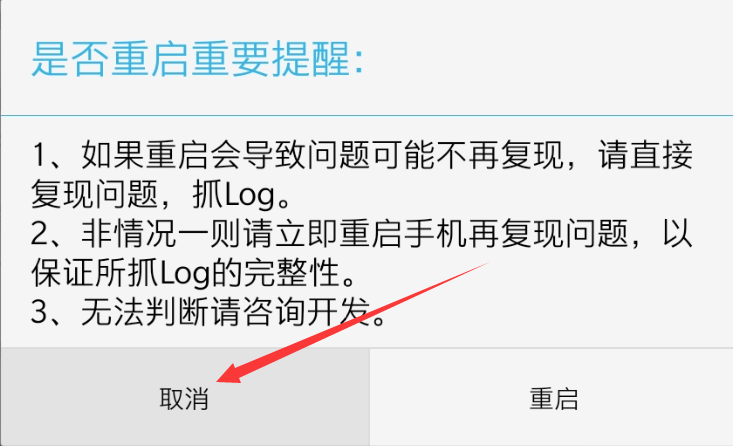 是否重启重要提醒:
1、如果重启会导致问题可能不再复现，请直接
复现问题，抓Log。
2、非情况一则请立即重启手机再复现问题，以
保证所抓Log的完整性。
3、无法判断请咨询开发。
取消
重启